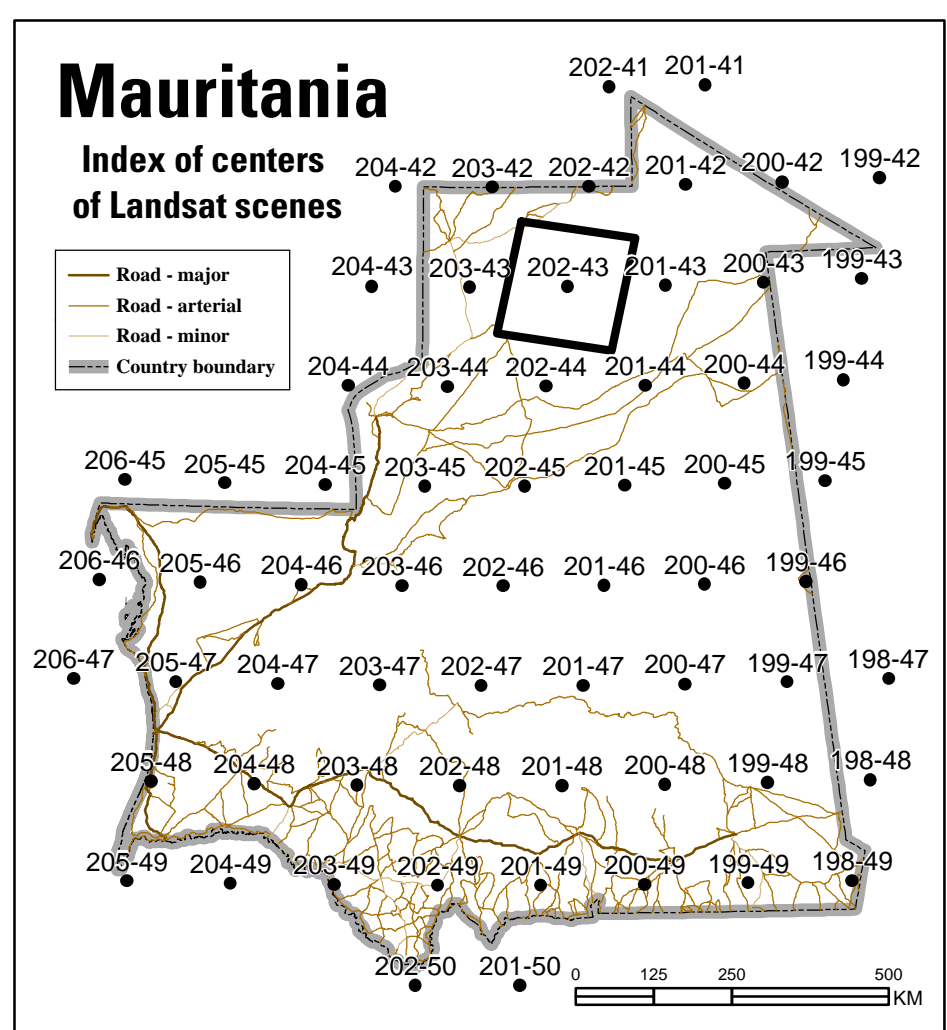 Mauritania
Index of centers
of Landsat scenes
Road - major
Road - arterial
Road - minor
Country boundary
202-41 201-41
204-42 203-42 202-42 201-42 200-42 199-42
204-43 203-43 202-43 201-43 200-43 199-43
204-44 203-44 202-44 201-44 200-44 199-44
206-45 205-45 204-45 203-45 202-45 201-45 200-45 199-45
206-46 205-46 204-46 203-46 202-46 201-46 200-46 199-46
206-47 205-47 204-47 203-47 202-47 201-47 200-47 199-47 198-47
205-48 204-48 203-48 202-48 201-48 200-48 199-48 198-48
205-49 204-49 203-49 202-49 201-49 200-49 199-49 198-49
202-50 201-50
0 125 250 500
KM